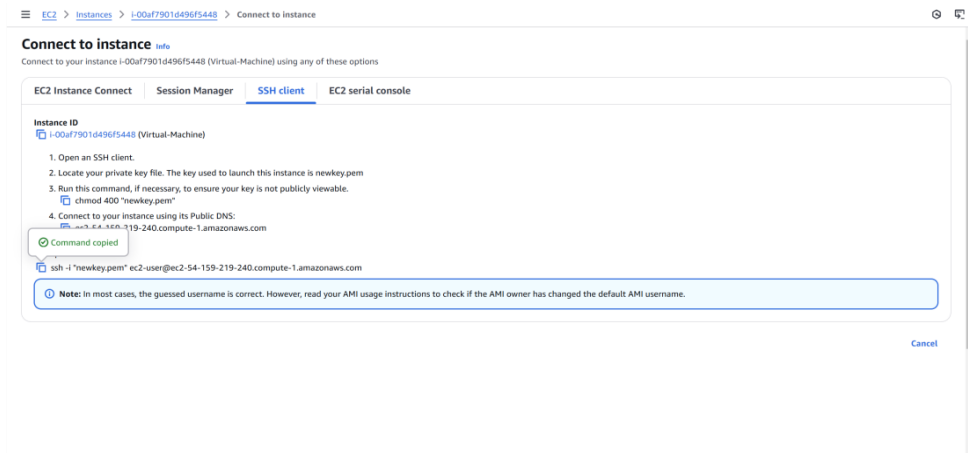 EC2 > Instances > i-00af7901d496f5448 > Connect to instance
Connect to instance Info
Connect to your instance i-00af7901d496f5448 (Virtual-Machine) using any of these options
EC2 Instance Connect Session Manager SSH client EC2 serial console
Instance ID
i-00af7901d496f5448 (Virtual-Machine)
1. Open an SSH client.
2. Locate your private key file. The key used to launch this instance is newkey.pem
3. Run this command, if necessary, to ensure your key is not publicly viewable.
chmod 400 "newkey.pem"
4. Connect to your instance using its Public DNS:
ec2-54-159-219-240.compute-1.amazonaws.com
Command copied
ssh -i "newkey.pem" ec2-user@ec2-54-159-219-240.compute-1.amazonaws.com
Note: In most cases, the guessed username is correct. However, read your AMI usage instructions to check if the AMI owner has changed the default AMI username.
Cancel